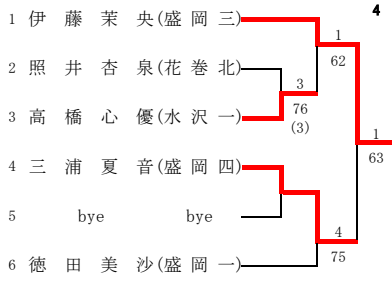 4
1 伊 藤 茉 央(盛 岡 三)
1
62
2 照 井 杏 泉(花 巻 北)
3
76
(3)
3 高 橋 心 優(水 沢 一)
1
63
4 三 浦 夏 音(盛 岡 四)
5 bye bye
4
75
6 徳 田 美 沙(盛 岡 一)